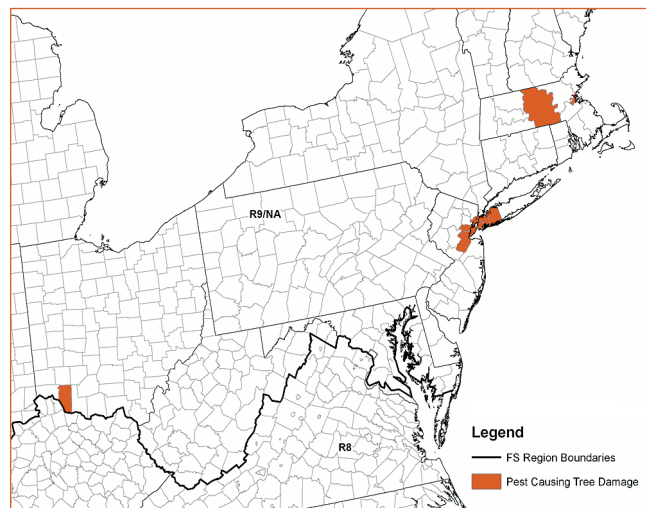 R9/NA
R8
Legend
FS Region Boundaries
Pest Causing Tree Damage